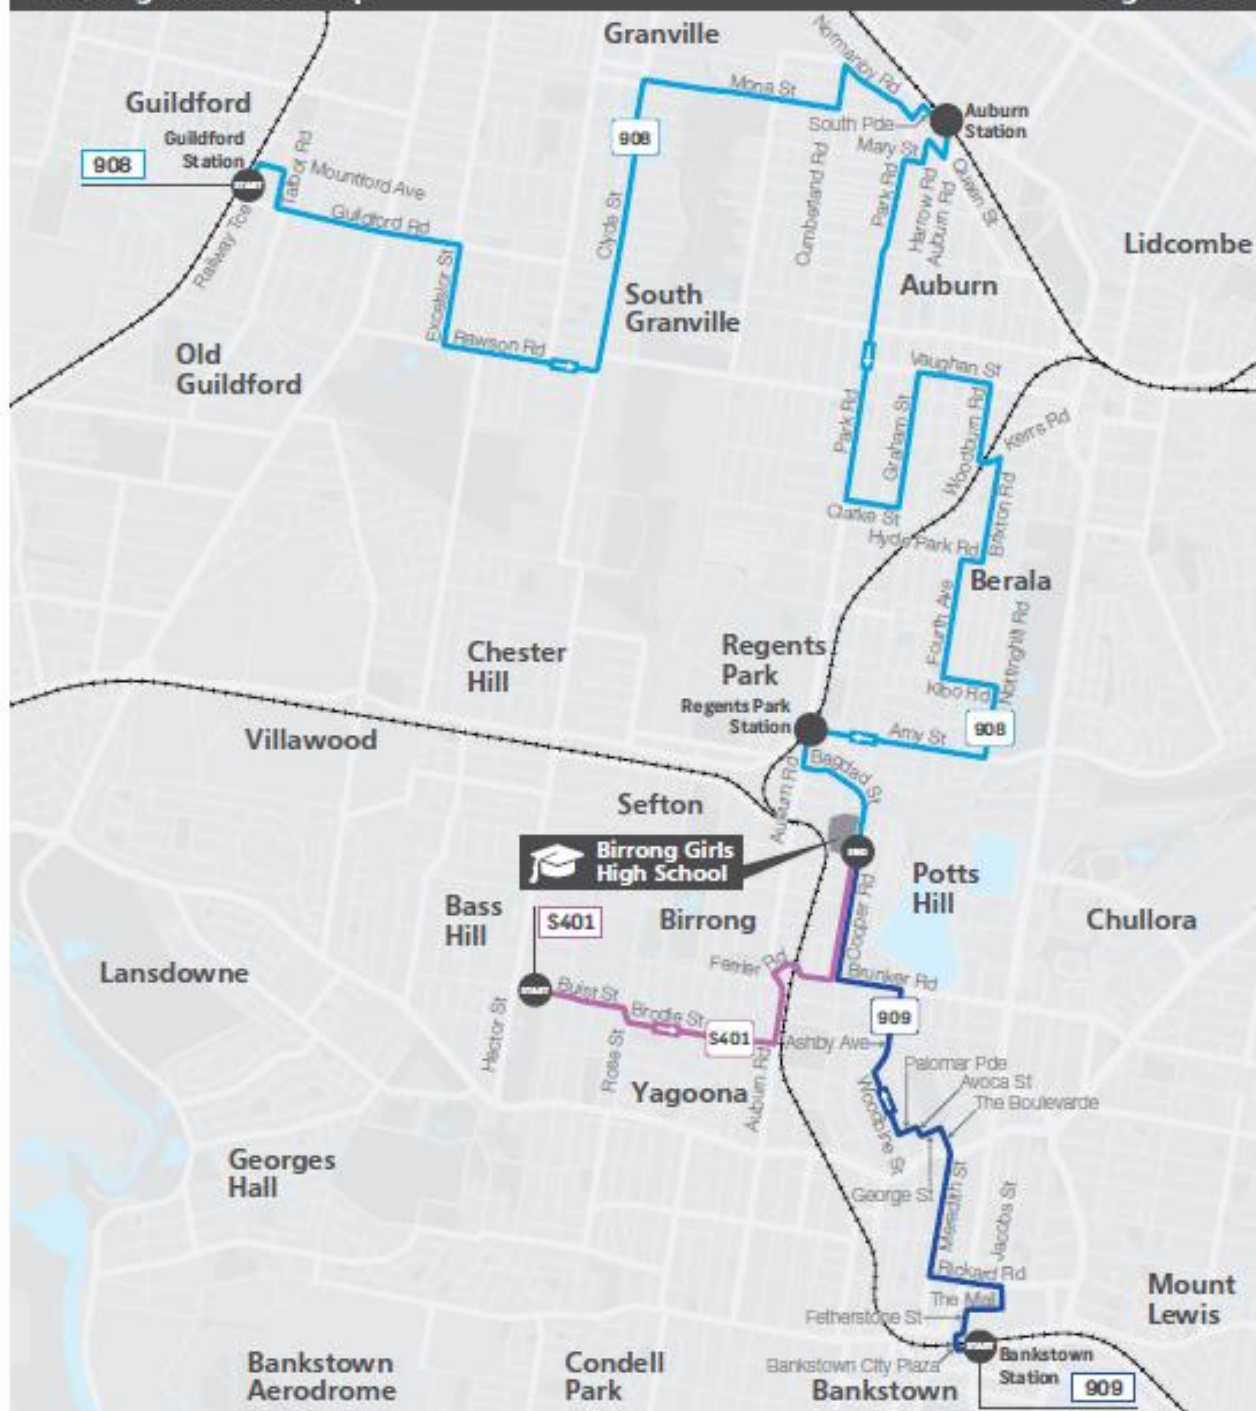 Granville
Normanby Rd
Mona St
Guildford
Guildford
Station
908
START
Talbot Rd
Mountford Ave
Guildford Rd
Railway Tce
908
Clyde St
South Pde
Auburn
Station
Mary St
Cumberland Rd
Park Rd
Harrow Rd
Auburn Rd
Queen St
Lidcombe
Excelsior St
Rawson Rd
South
Granville
Auburn
Old
Guildford
Vaughan St
Park Rd
Graham St
Woodburn Rd
Kerrs Rd
Clarke St
Hyde Park Rd
Brixton Rd
Berala
Fourth Ave
Kibo Rd
Nottinghill Rd
Chester
Hill
Regents
Park
Regents Park
Station
908
Amy St
Villawood
Bagdad St
Auburn Rd
Sefton
Birrong Girls
High School
END
Potts
Hill
Bass
Hill
S401
Birrong
Cooper Rd
Chullora
Lansdowne
Ferrier Rd
Brunker Rd
START
Buist St
Brodie St
S401
909
Hector St
Rose St
Auburn Rd
Ashby Ave
Yagoona
Palomar Pde
Avoca St
The Boulevarde
Woodbine St
Georges
Hall
George St
Meredith St
Jacobs St
Rickard Rd
The Mall
Mount
Lewis
Fetherstone St
START
Bankstown
Station
Bankstown City Plaza
909
Bankstown
Aerodrome
Condell
Park
Bankstown